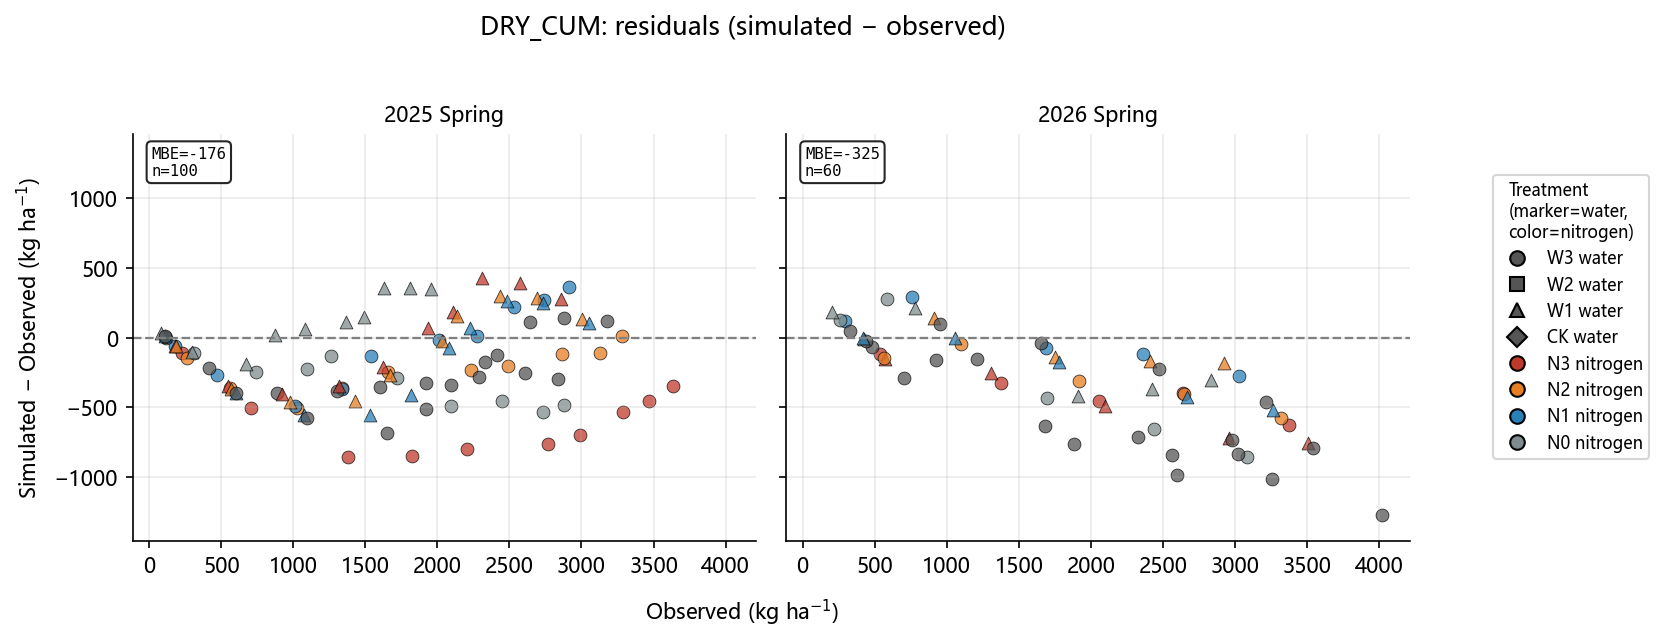 DRY_CUM: residuals (simulated − observed)
2025 Spring
2026 Spring
MBE=-176
n=100
MBE=-325
n=60
Simulated − Observed (kg ha⁻¹)
1000
500
0
−500
−1000
0 500 1000 1500 2000 2500 3000 3500 4000
0 500 1000 1500 2000 2500 3000 3500 4000
Observed (kg ha⁻¹)
Treatment
(marker=water,
color=nitrogen)
W3 water
W2 water
W1 water
CK water
N3 nitrogen
N2 nitrogen
N1 nitrogen
N0 nitrogen